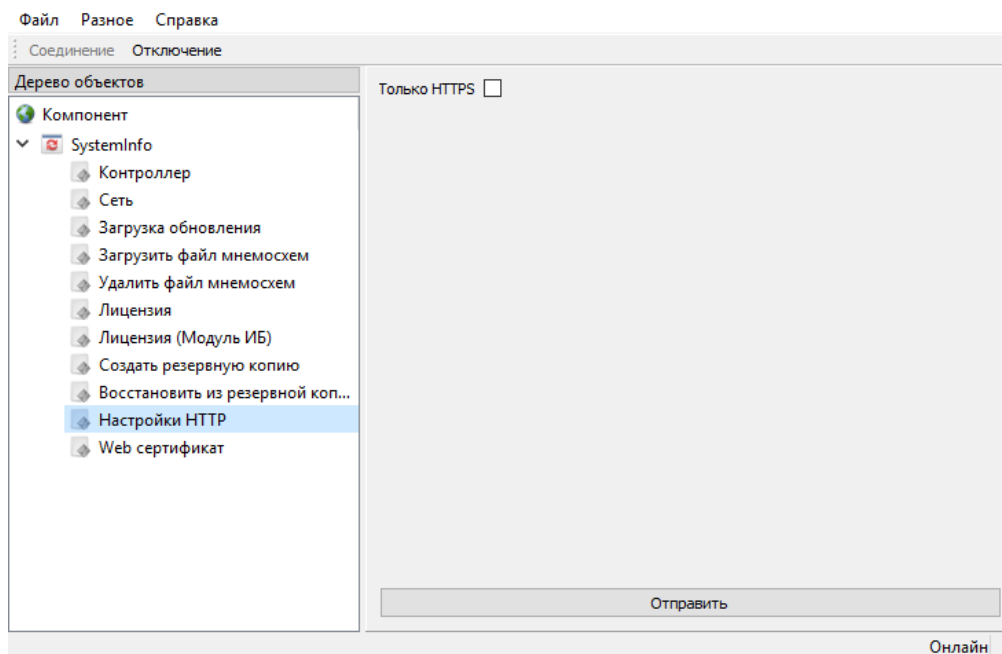 Файл Разное Справка
Соединение Отключение
Дерево объектов
Только HTTPS
Компонент
SystemInfo
Контроллер
Сеть
Загрузка обновления
Загрузить файл мнемосхем
Удалить файл мнемосхем
Лицензия
Лицензия (Модуль ИБ)
Создать резервную копию
Восстановить из резервной коп...
Настройки HTTP
Web сертификат
Отправить
Онлайн